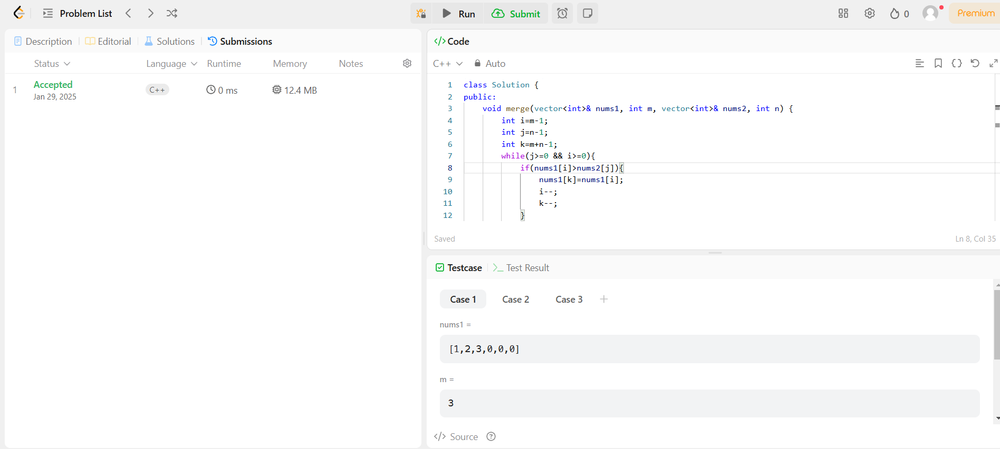 Problem List
Run
Submit
0
Premium
Description
Editorial
Solutions
Submissions
Status
Language
Runtime
Memory
Notes
1
Accepted
Jan 29, 2025
C++
0 ms
12.4 MB
</> Code
C++
Auto
1 class Solution {
2 public:
3     void merge(vector<int>& nums1, int m, vector<int>& nums2, int n) {
4         int i=m-1;
5         int j=n-1;
6         int k=m+n-1;
7         while(j>=0 && i>=0){
8             if(nums1[i]>nums2[j]){
9                 nums1[k]=nums1[i];
10                 i--;
11                 k--;
12             }
Saved
Ln 8, Col 35
Testcase
Test Result
Case 1
Case 2
Case 3
+
nums1 =
[1,2,3,0,0,0]
m =
3
</> Source